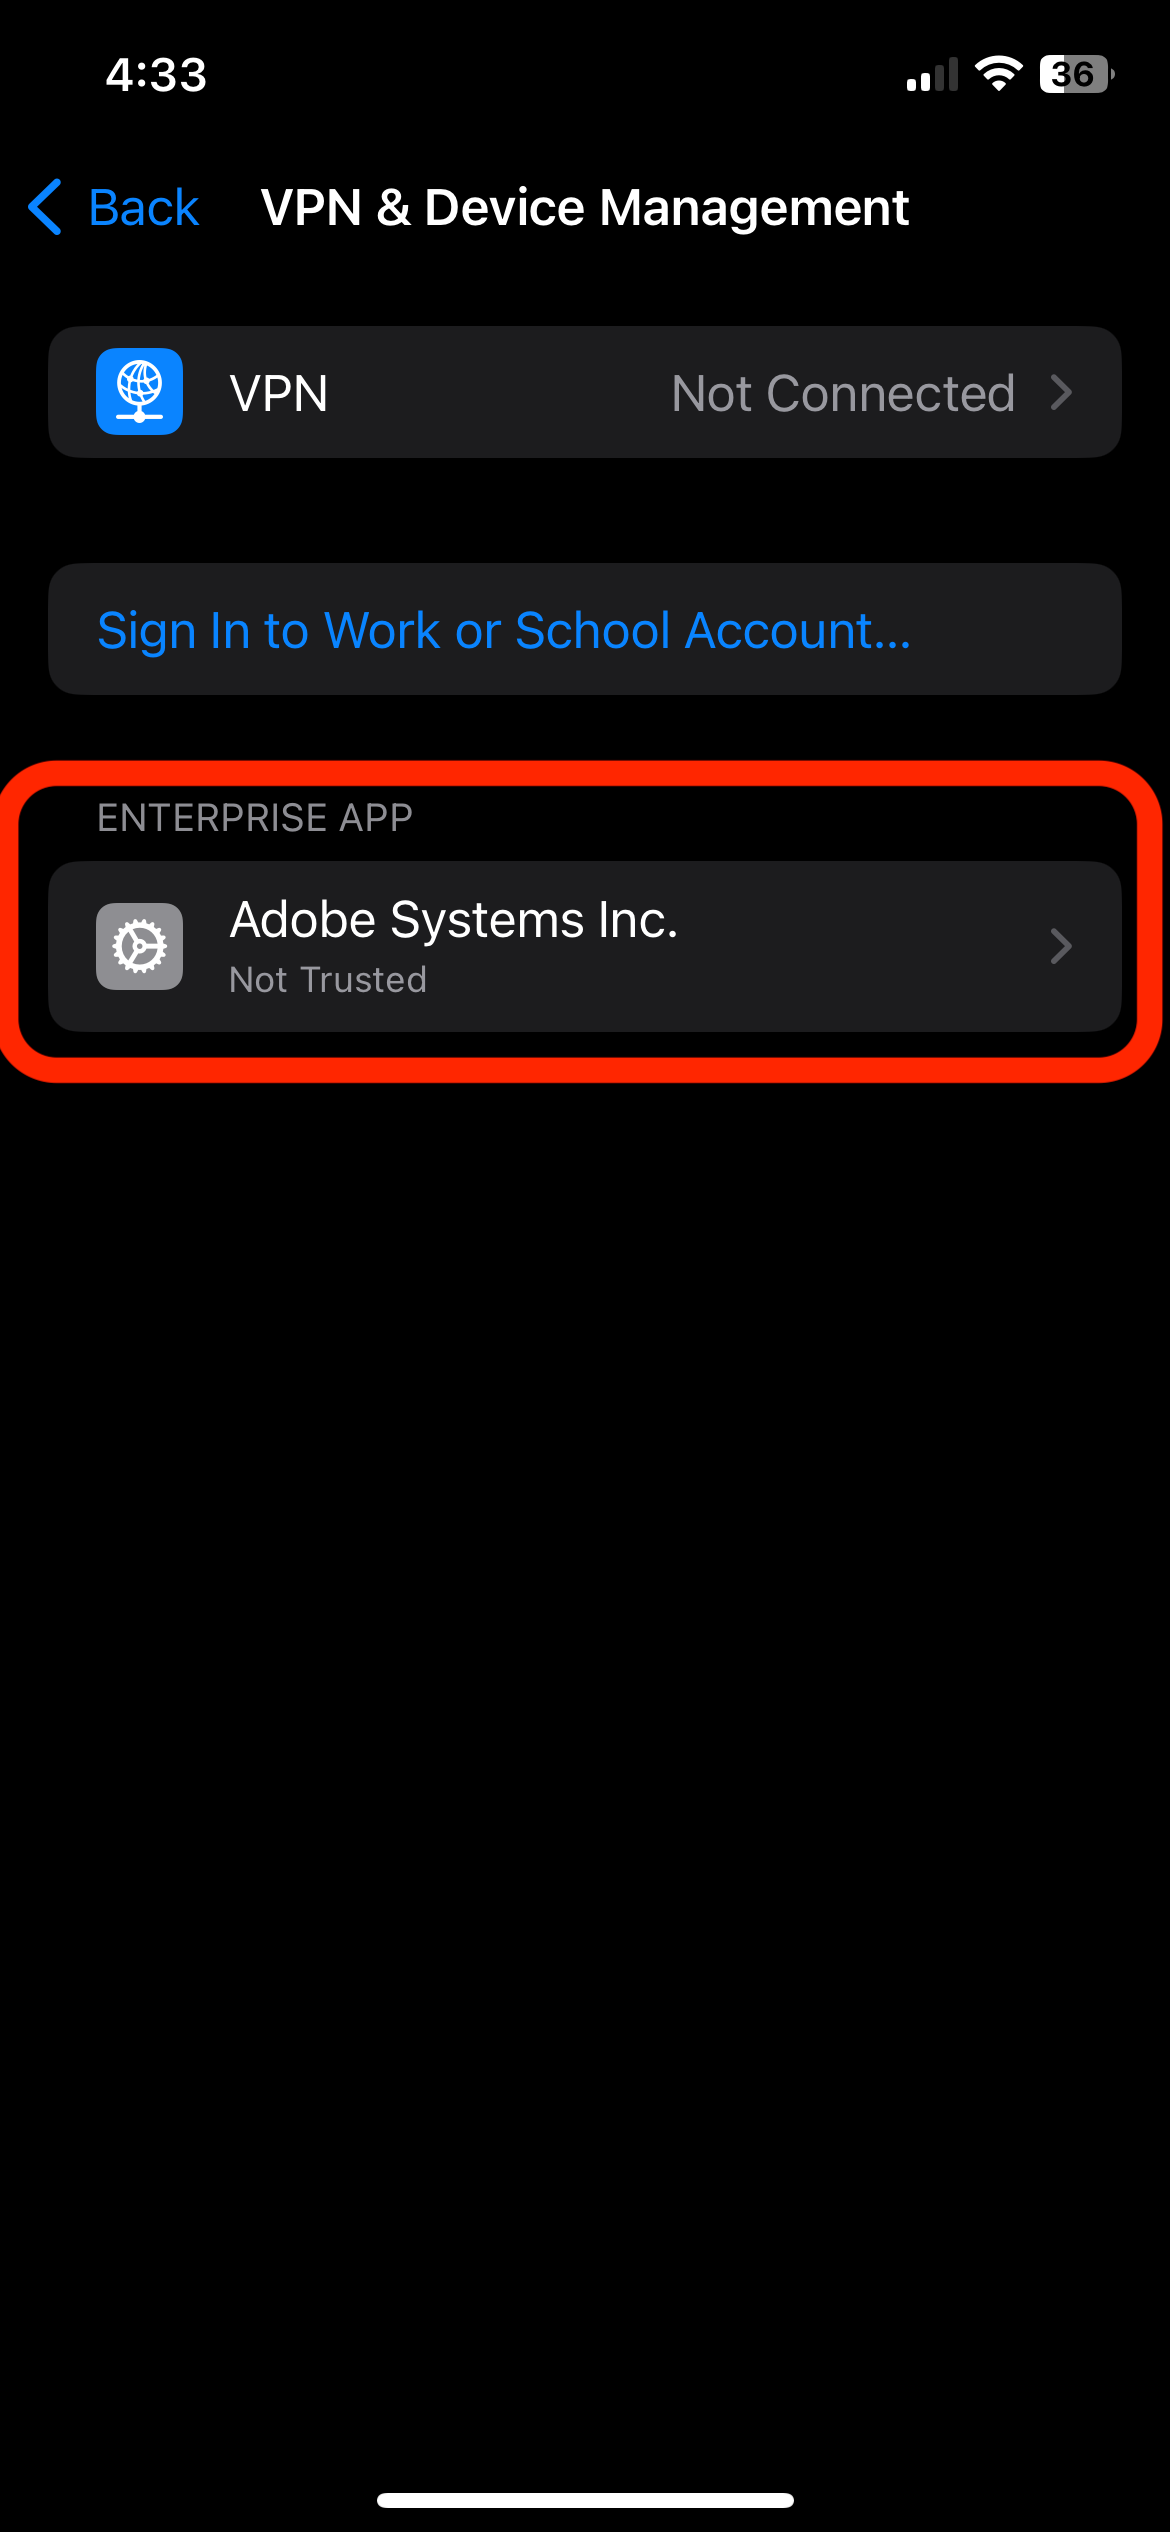 4:33
36
Back
VPN & Device Management
VPN
Not Connected
Sign In to Work or School Account...
ENTERPRISE APP
Adobe Systems Inc.
Not Trusted